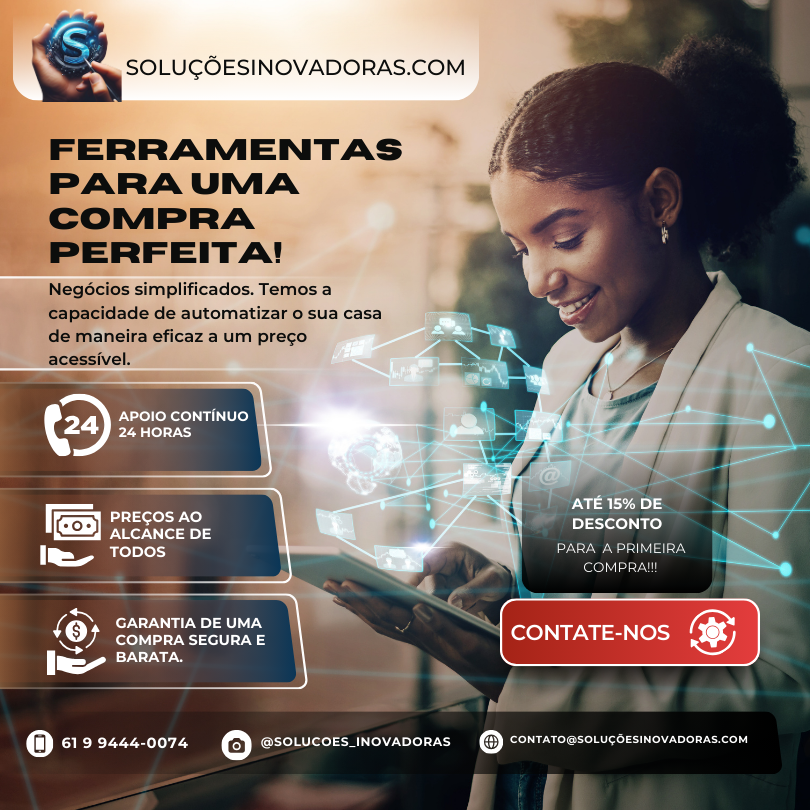 S
SOLUÇÕESINOVADORAS.COM
FERRAMENTAS
PARA UMA
COMPRA
PERFEITA!
Negócios simplificados. Temos a
capacidade de automatizar o sua casa
de maneira eficaz a um preço
acessível.
24
APOIO CONTÍNUO
24 HORAS
PREÇOS AO
ALCANCE DE
TODOS
$
GARANTIA DE UMA
COMPRA SEGURA E
BARATA.
@
ATÉ 15% DE
DESCONTO
PARA A PRIMEIRA
COMPRA!!!
CONTATE-NOS
61 9 9444-0074
@SOLUCOES_INOVADORAS
CONTATO@SOLUÇÕESINOVADORAS.COM